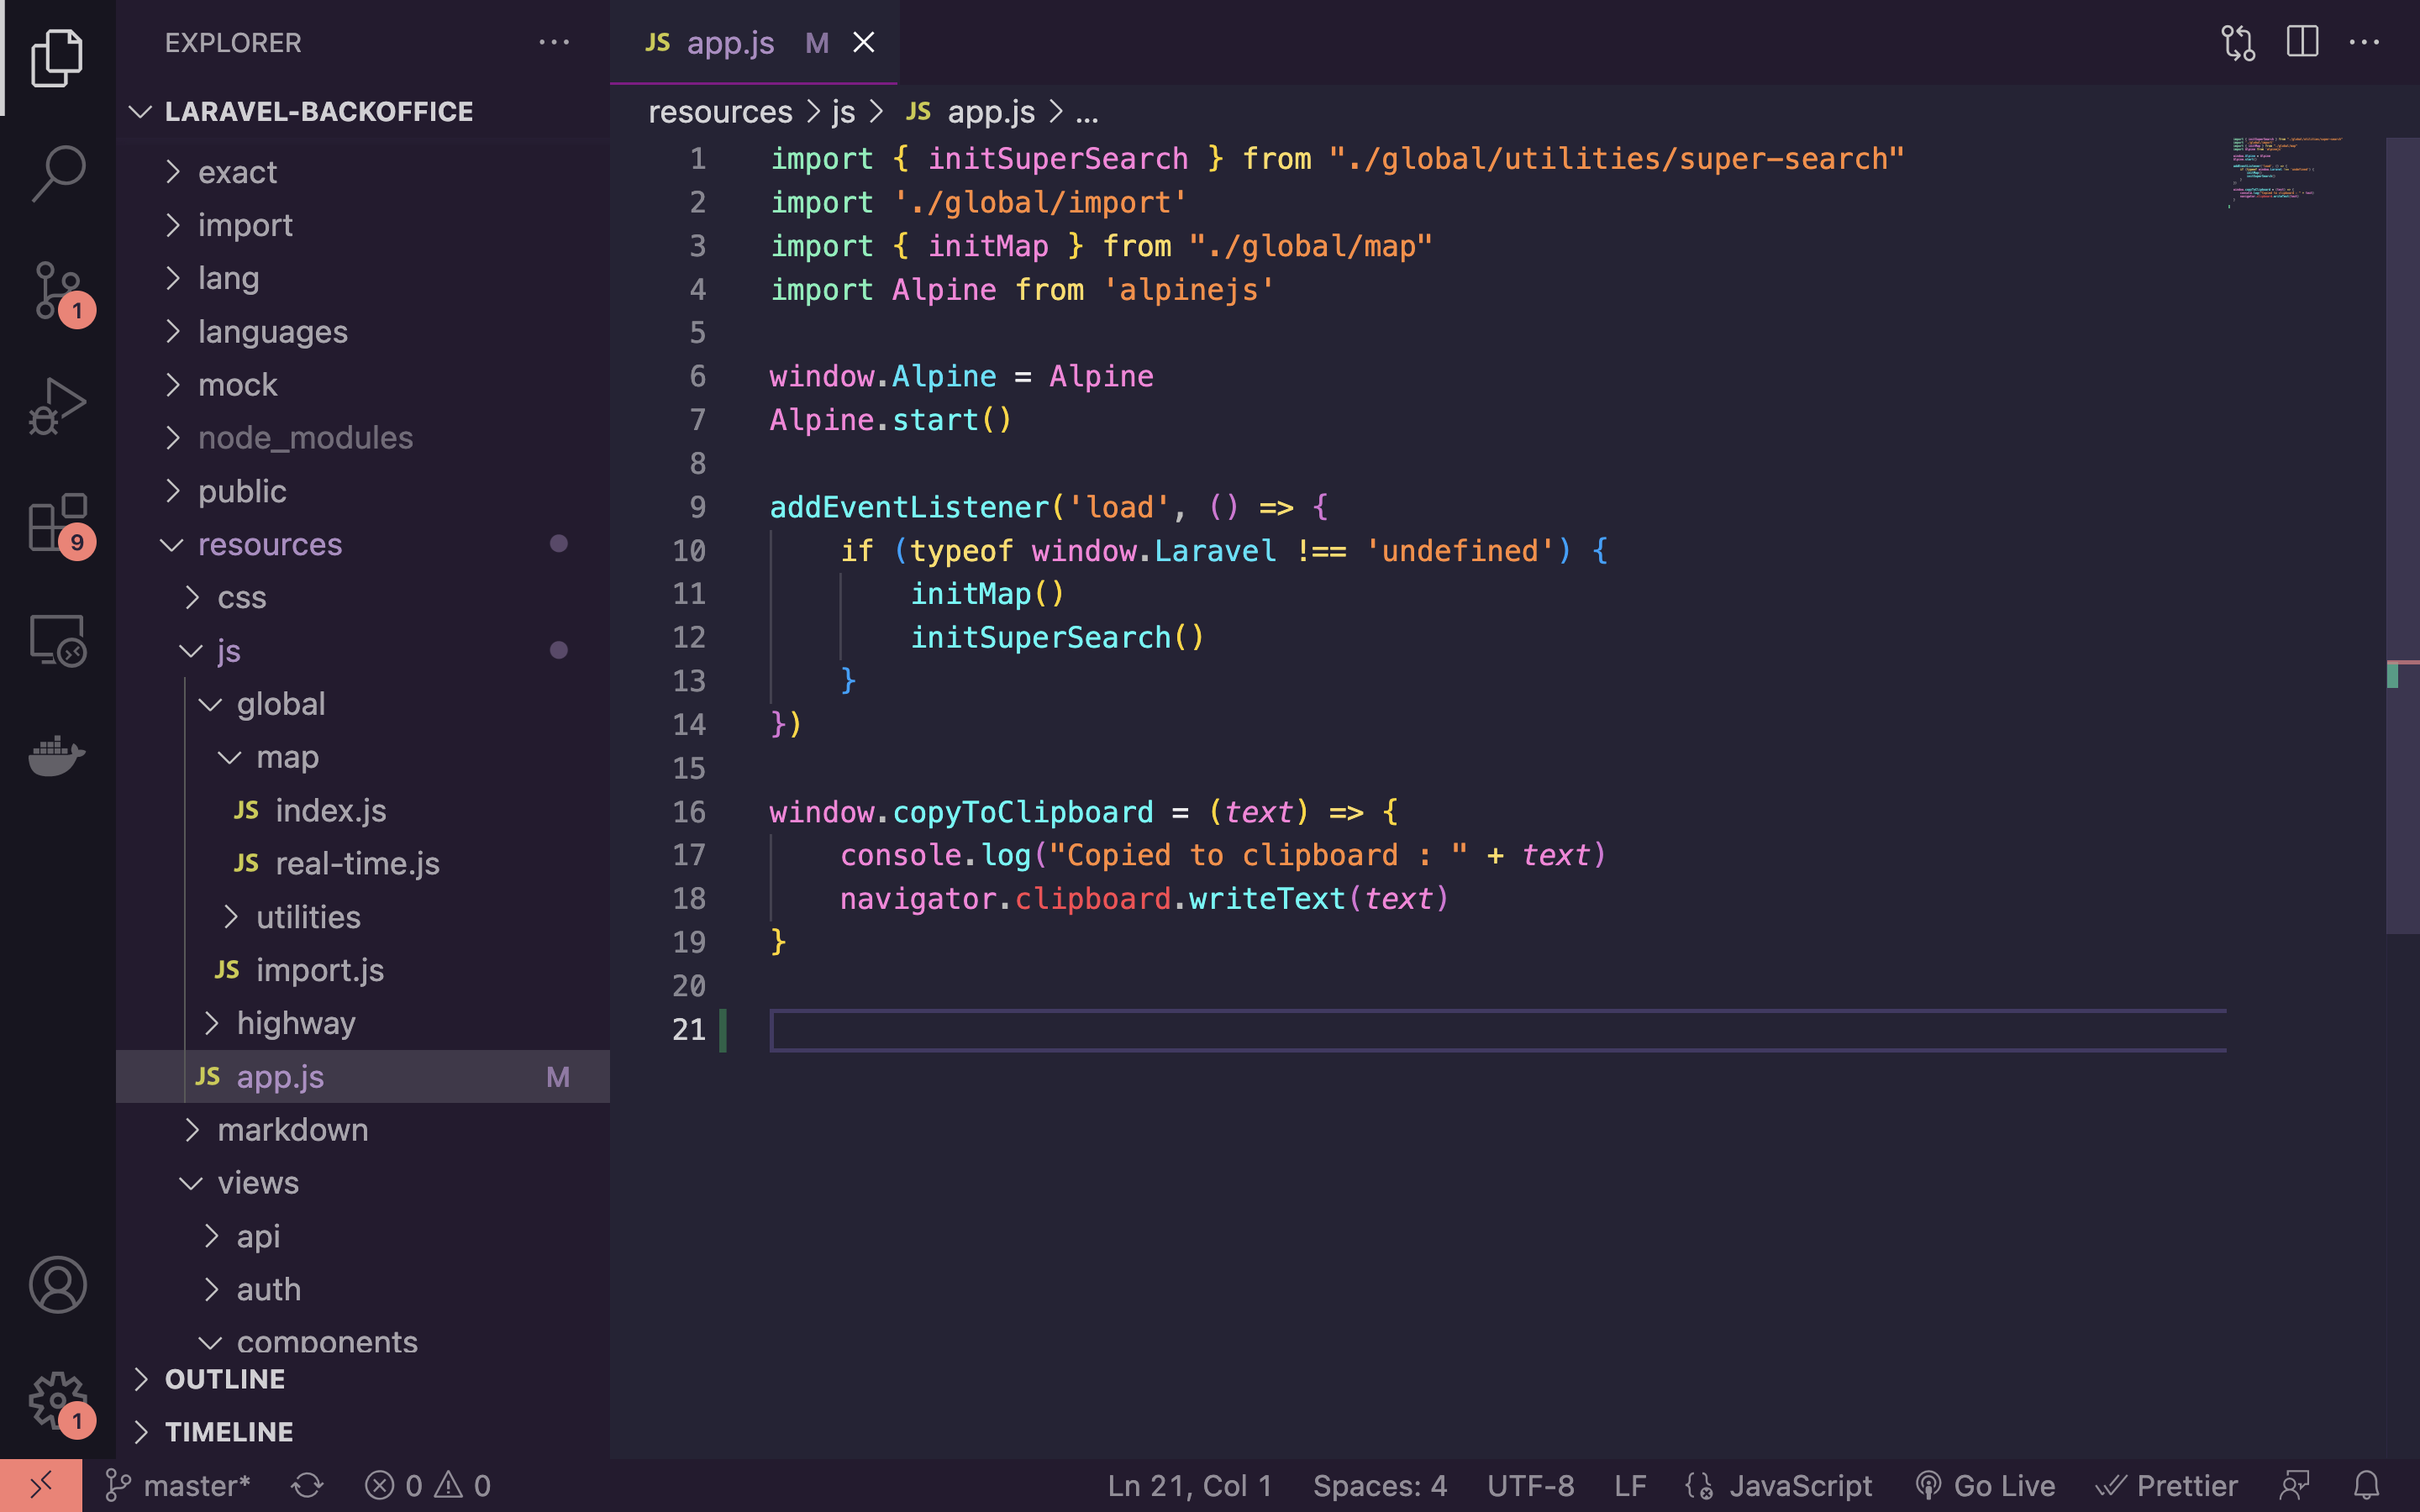 EXPLORER
LARAVEL-BACKOFFICE
exact
import
lang
languages
mock
node_modules
public
resources
css
js
global
map
JS index.js
JS real-time.js
utilities
JS import.js
highway
JS app.js M
markdown
views
api
auth
components
OUTLINE
TIMELINE
1
9
1
JS app.js M
resources > js > JS app.js > ...
1 import { initSuperSearch } from "./global/utilities/super-search"
2 import './global/import'
3 import { initMap } from "./global/map"
4 import Alpine from 'alpinejs'
5
6 window.Alpine = Alpine
7 Alpine.start()
8
9 addEventListener('load', () => {
10     if (typeof window.Laravel !== 'undefined') {
11         initMap()
12         initSuperSearch()
13     }
14 })
15
16 window.copyToClipboard = (text) => {
17     console.log("Copied to clipboard : " + text)
18     navigator.clipboard.writeText(text)
19 }
20
21
master* 0 0 Ln 21, Col 1 Spaces: 4 UTF-8 LF JavaScript Go Live Prettier